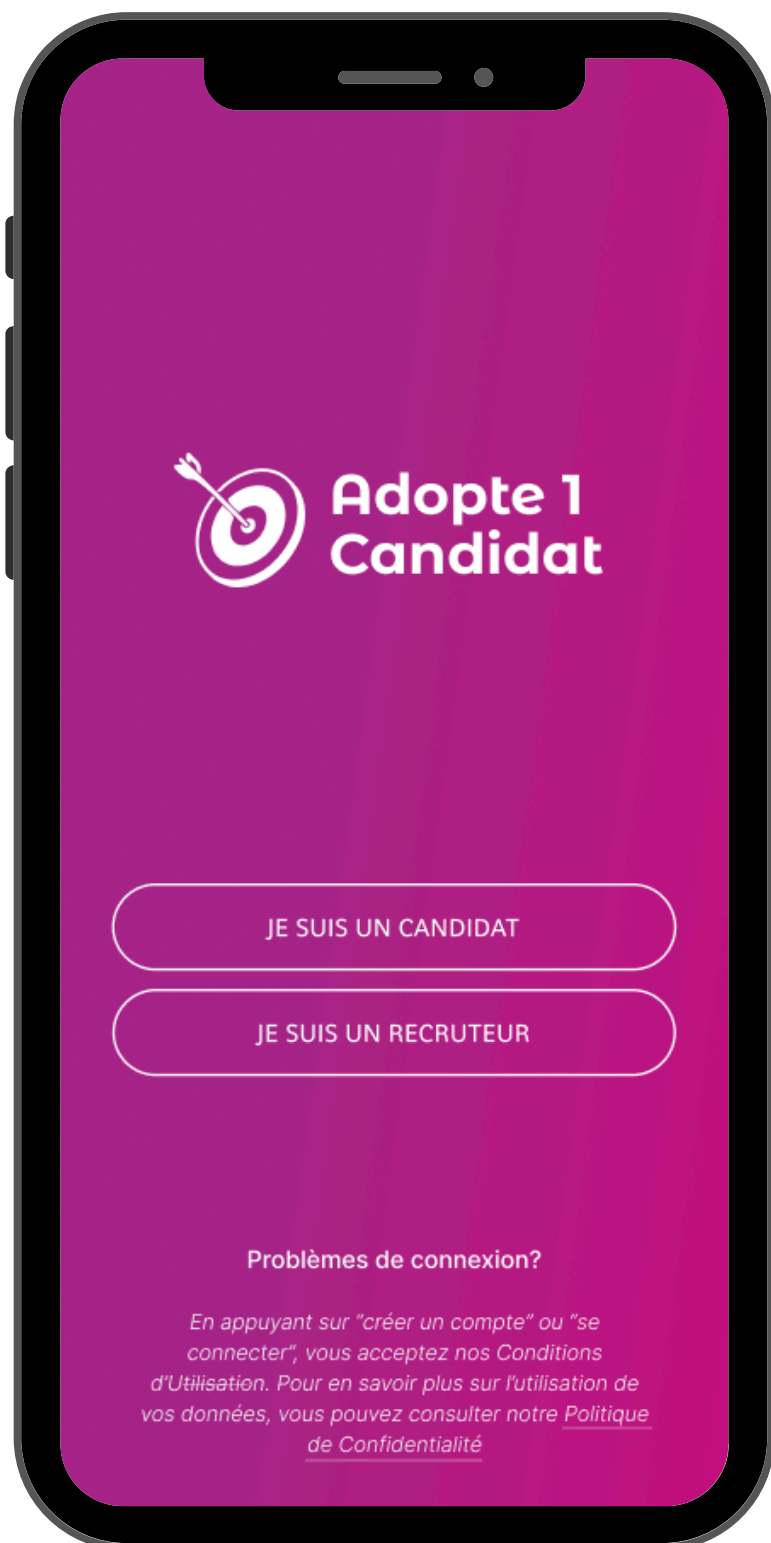 Adopte 1
Candidat
JE SUIS UN CANDIDAT
JE SUIS UN RECRUTEUR
Problèmes de connexion?
En appuyant sur "créer un compte" ou "se
connecter", vous acceptez nos Conditions
d'Utilisation. Pour en savoir plus sur l'utilisation de
vos données, vous pouvez consulter notre Politique
de Confidentialité